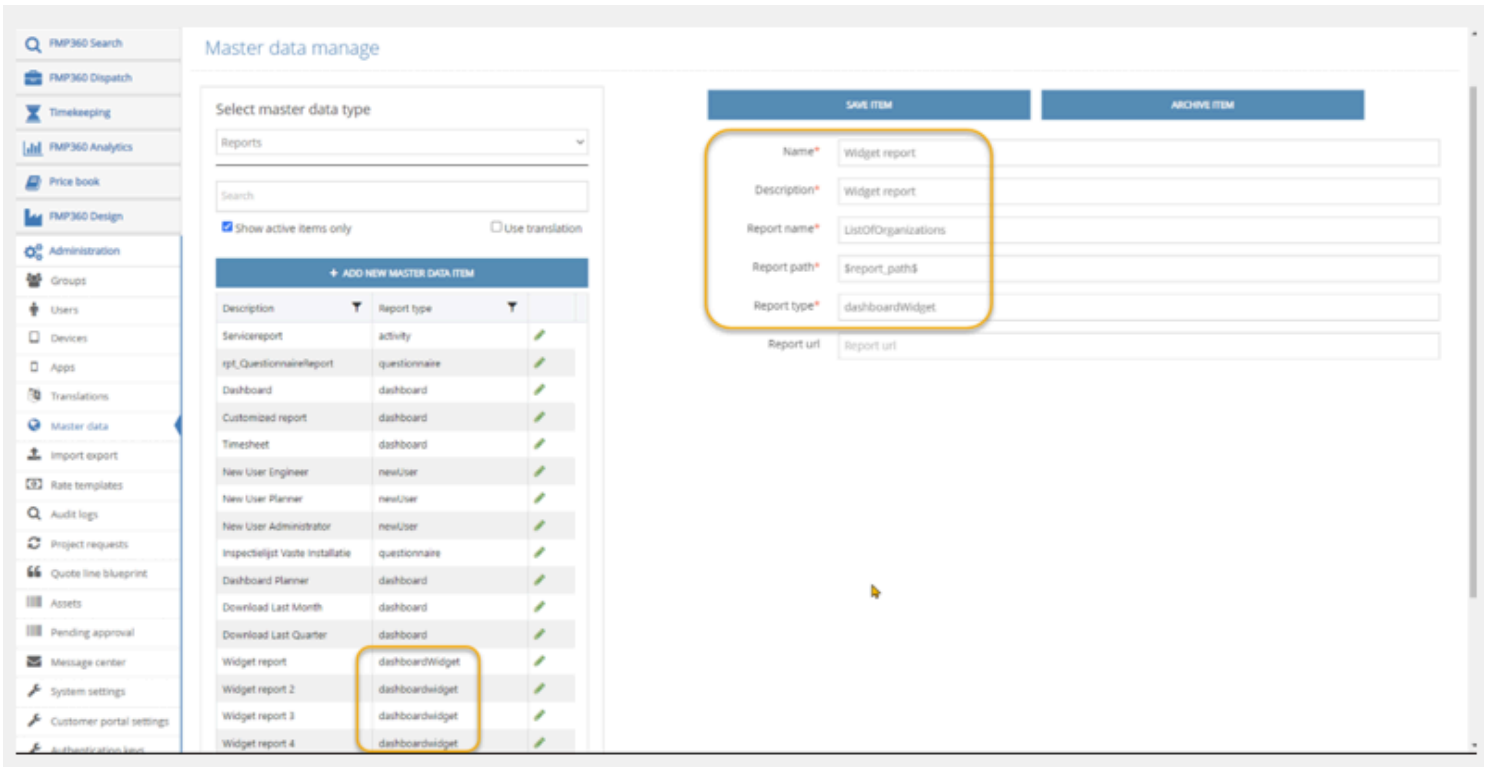 FMP360 Search
FMP360 Dispatch
Timekeeping
FMP360 Analytics
Price book
FMP360 Design
Administration
Groups
Users
Devices
Apps
Translations
Master data
Import export
Rate templates
Audit logs
Project requests
Quote line blueprint
Assets
Pending approval
Message center
System settings
Customer portal settings
Authentication keys
Master data manage
Select master data type
Reports
Search
Show active items only
Use translation
+ ADD NEW MASTER DATA ITEM
Description Report type
Servicereport activity
rpt_QuestionnaireReport questionnaire
Dashboard dashboard
Customized report dashboard
Timesheet dashboard
New User Engineer newUser
New User Planner newUser
New User Administrator newUser
Inspectielijst Vaste Installatie questionnaire
Dashboard Planner dashboard
Download Last Month dashboard
Download Last Quarter dashboard
Widget report dashboardWidget
Widget report 2 dashboardwidget
Widget report 3 dashboardwidget
Widget report 4 dashboardwidget
SAVE ITEM ARCHIVE ITEM
Name* Widget report
Description* Widget report
Report name* ListOfOrganizations
Report path* $report_path$
Report type* dashboardWidget
Report url Report url